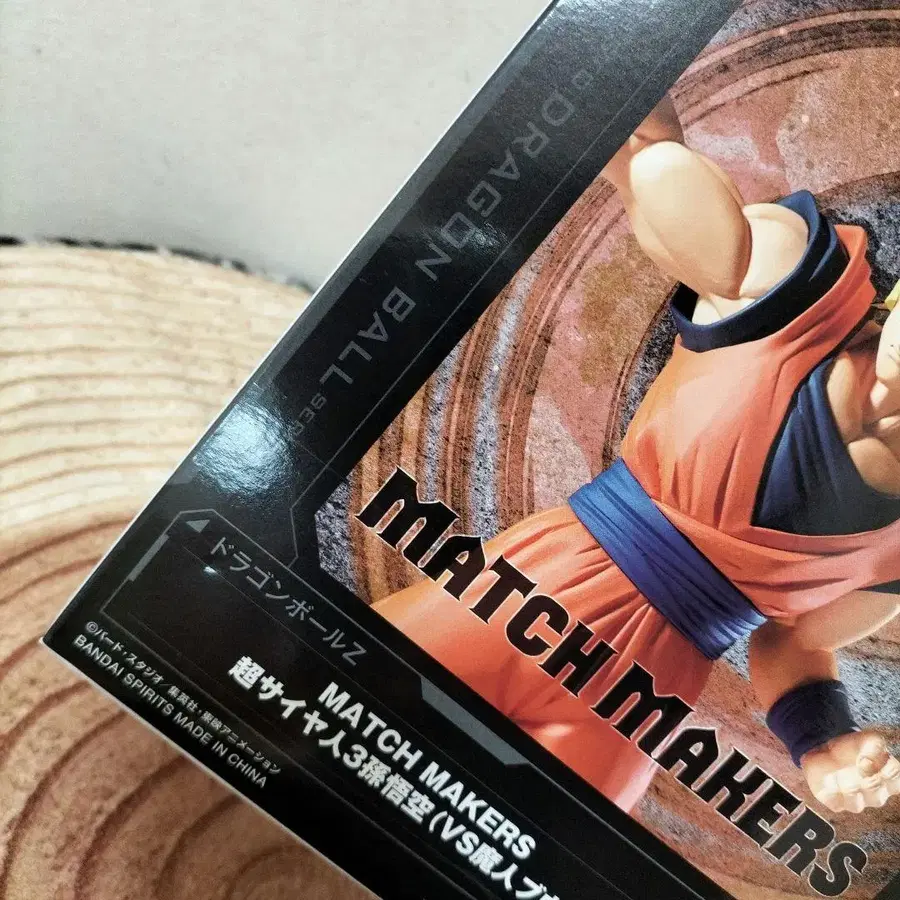 DRAGON BALL SER
MATCH MAKERS
ドラゴンボールZ
MATCH MAKERS
超サイヤ人3孫悟空(VS魔人ブ
©バード・スタジオ/集英社・東映アニメーション
BANDAI SPIRITS MADE IN CHINA